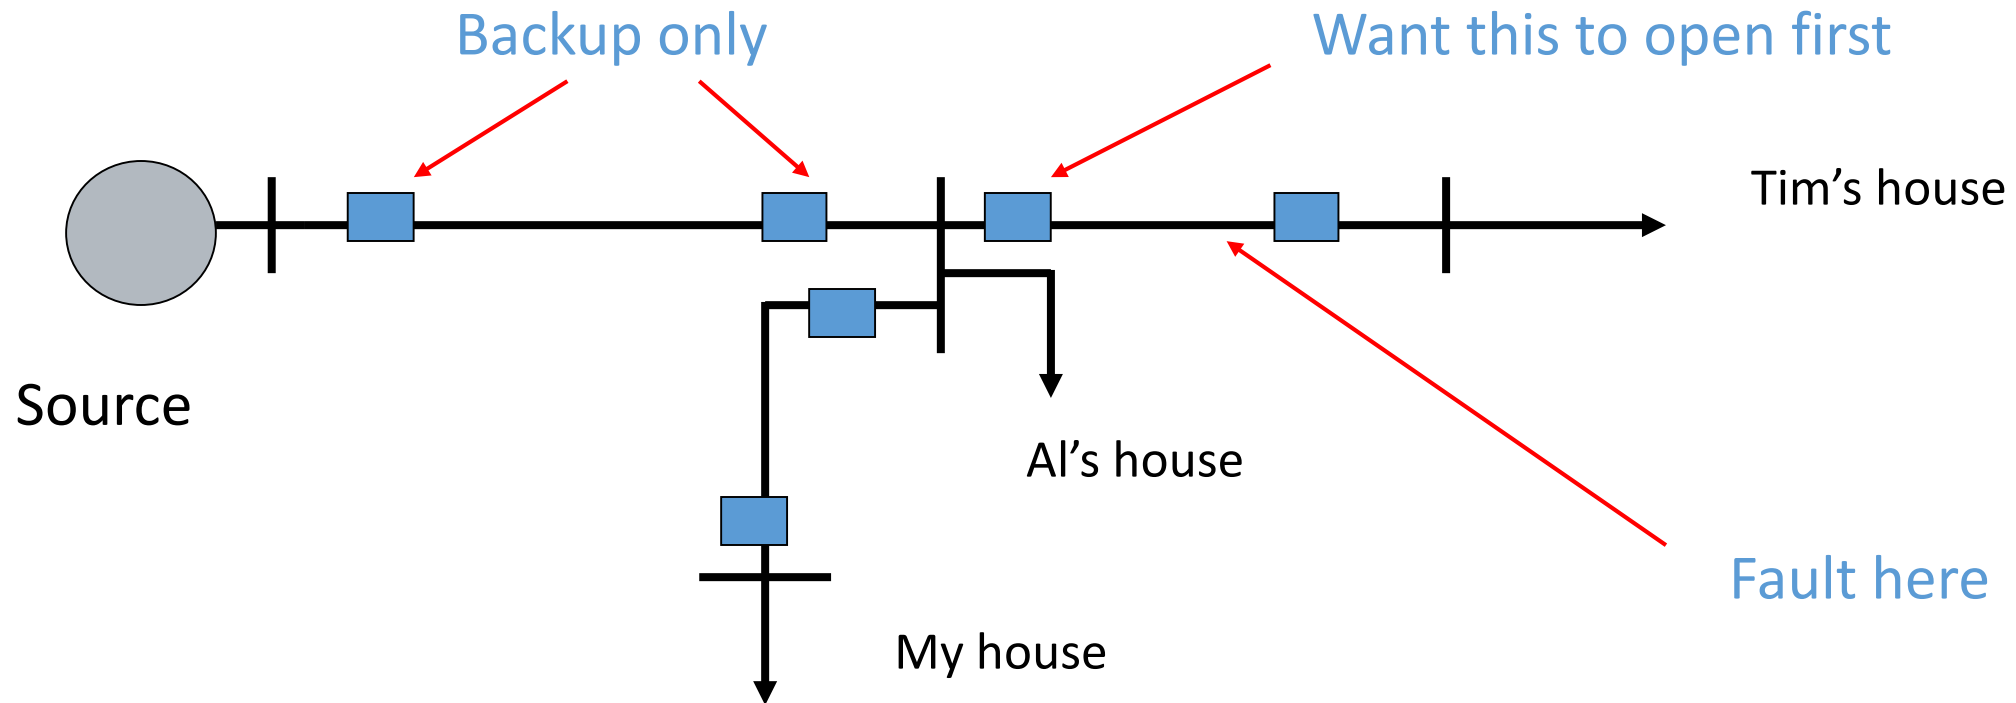 Backup only
Want this to open first
Tim’s house
Source
Al’s house
Fault here
My house